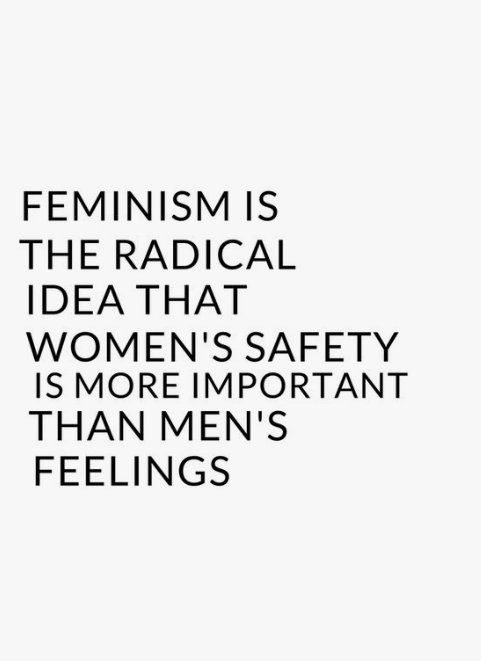 FEMINISM IS
THE RADICAL
IDEA THAT
WOMEN'S SAFETY
IS MORE IMPORTANT
THAN MEN'S
FEELINGS